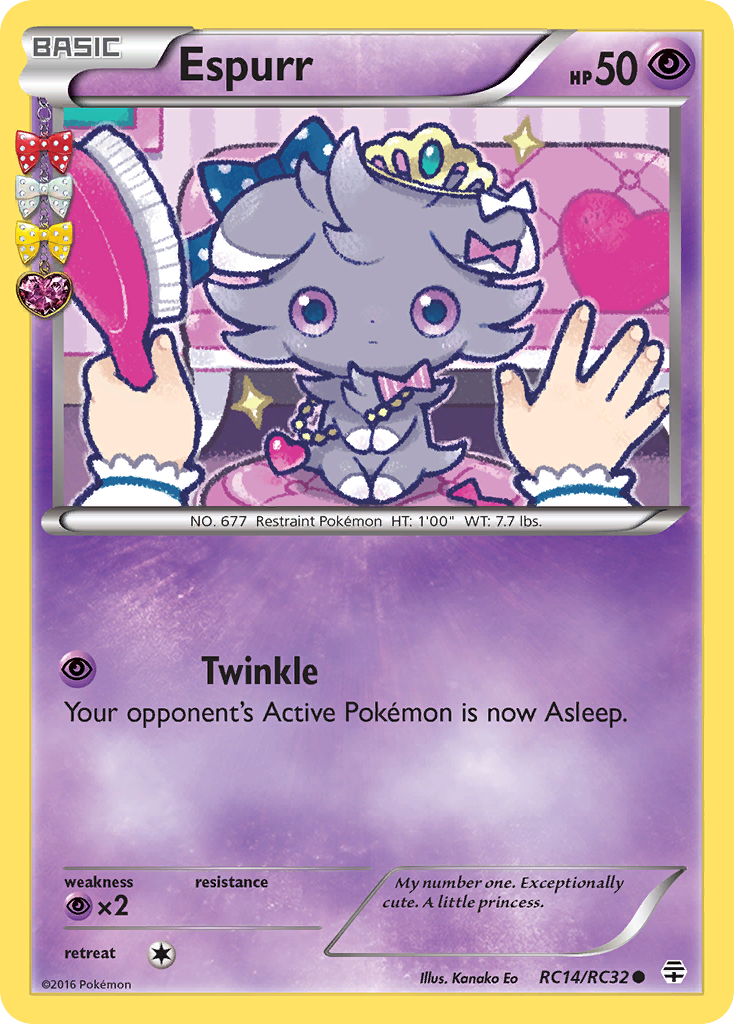 BASIC
Espurr
HP50
NO. 677 Restraint Pokémon HT: 1'00" WT: 7.7 lbs.
Twinkle
Your opponent's Active Pokémon is now Asleep.
weakness resistance
×2
My number one. Exceptionally
cute. A little princess.
retreat
©2016 Pokémon
Illus. Kanako Eo RC14/RC32